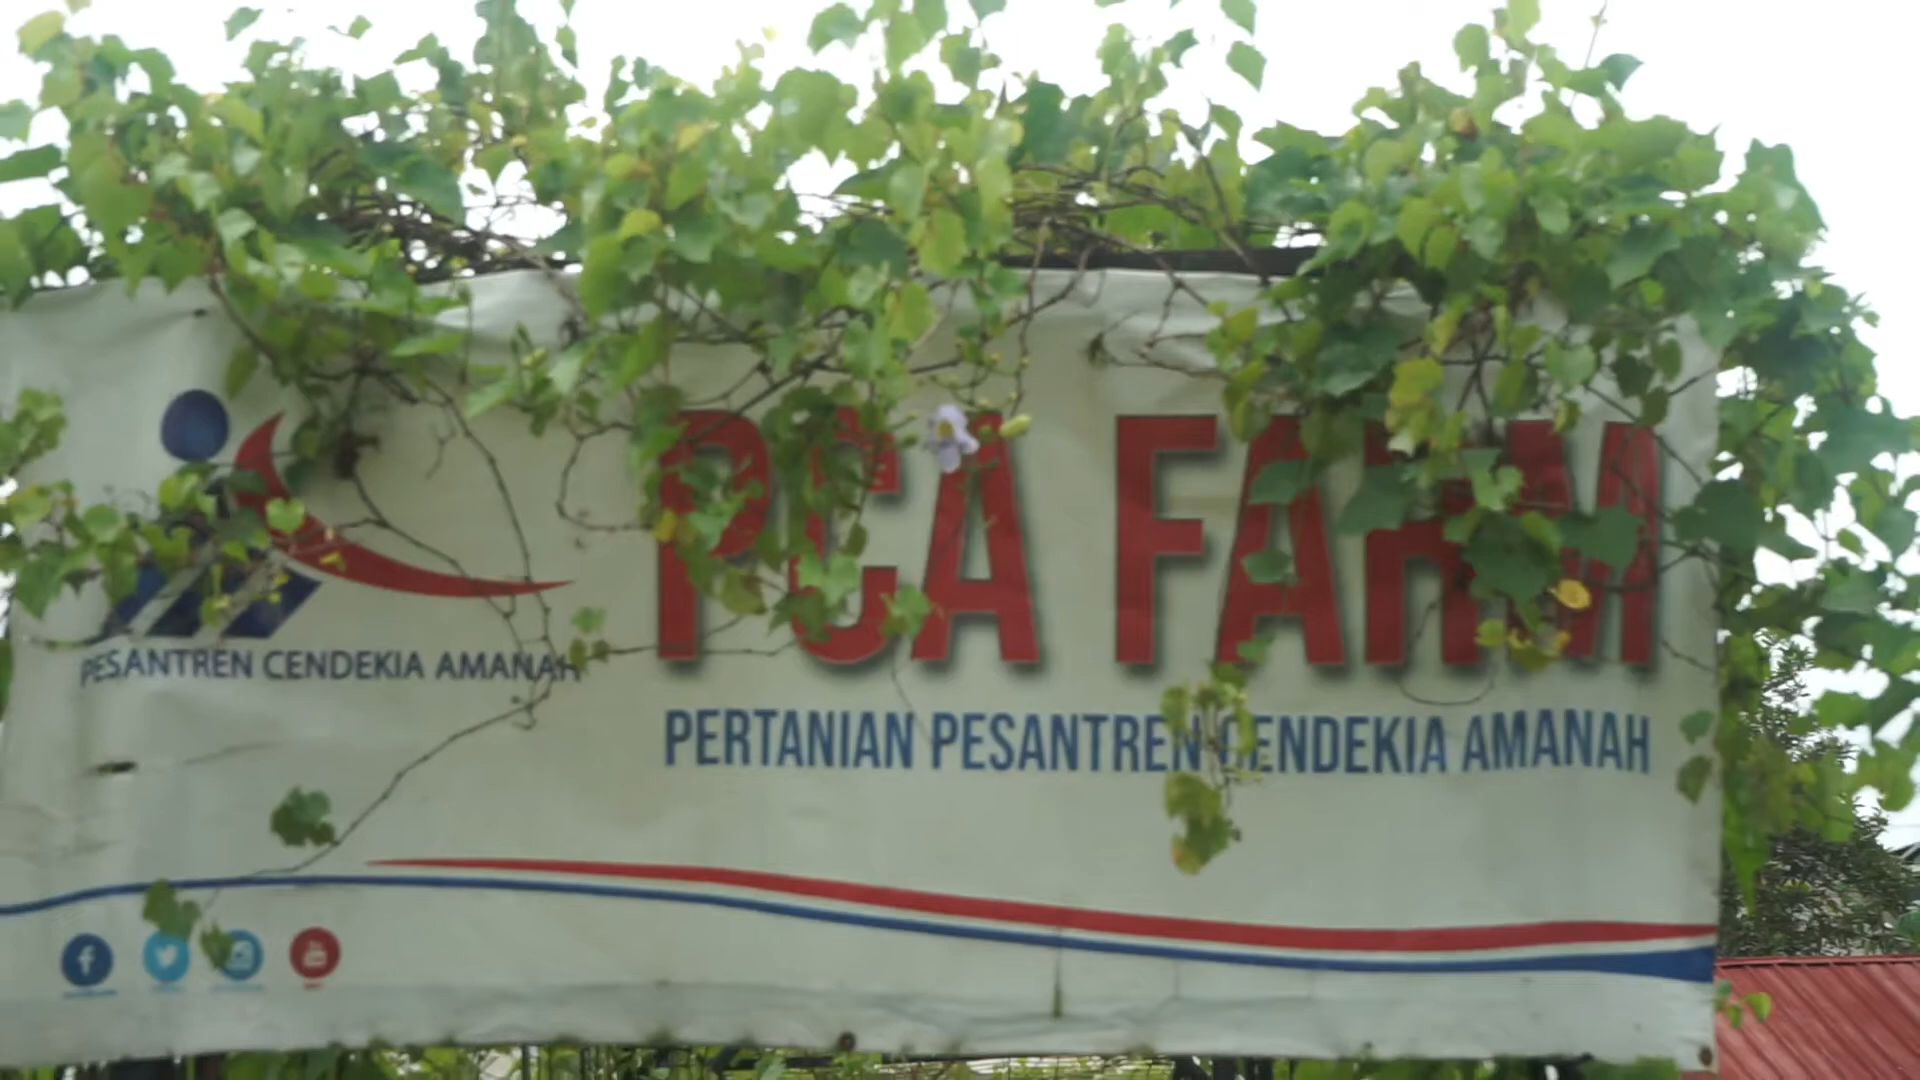 PCA FARM
PESANTREN CENDEKIA AMANAH
PERTANIAN PESANTREN CENDEKIA AMANAH